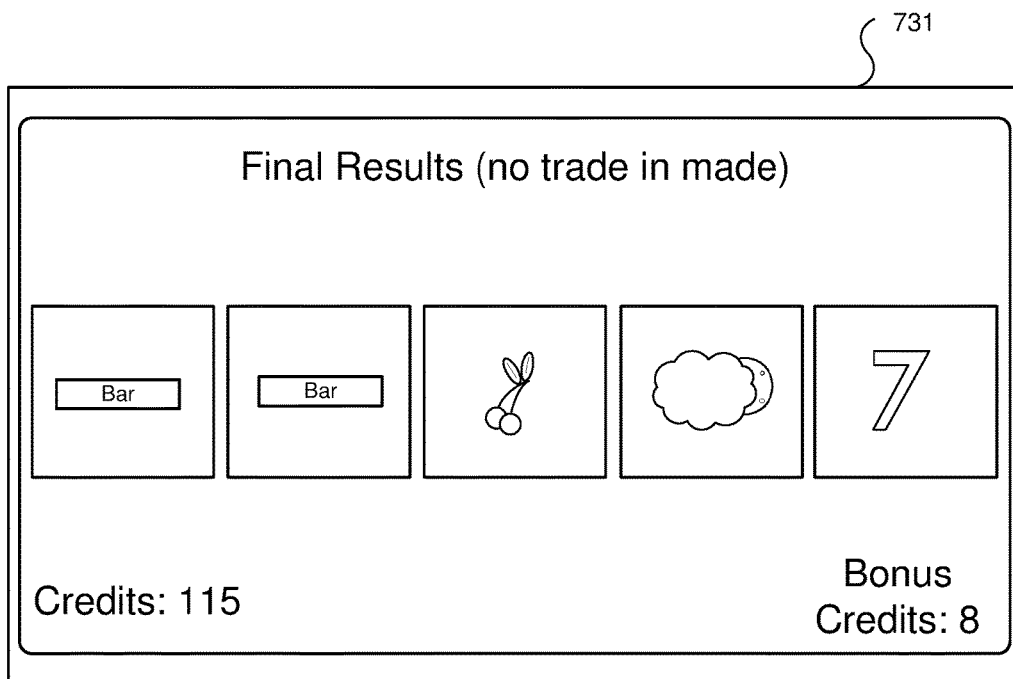 731
Final Results (no trade in made)
Bar
Bar
7
Credits: 115
Bonus
Credits: 8